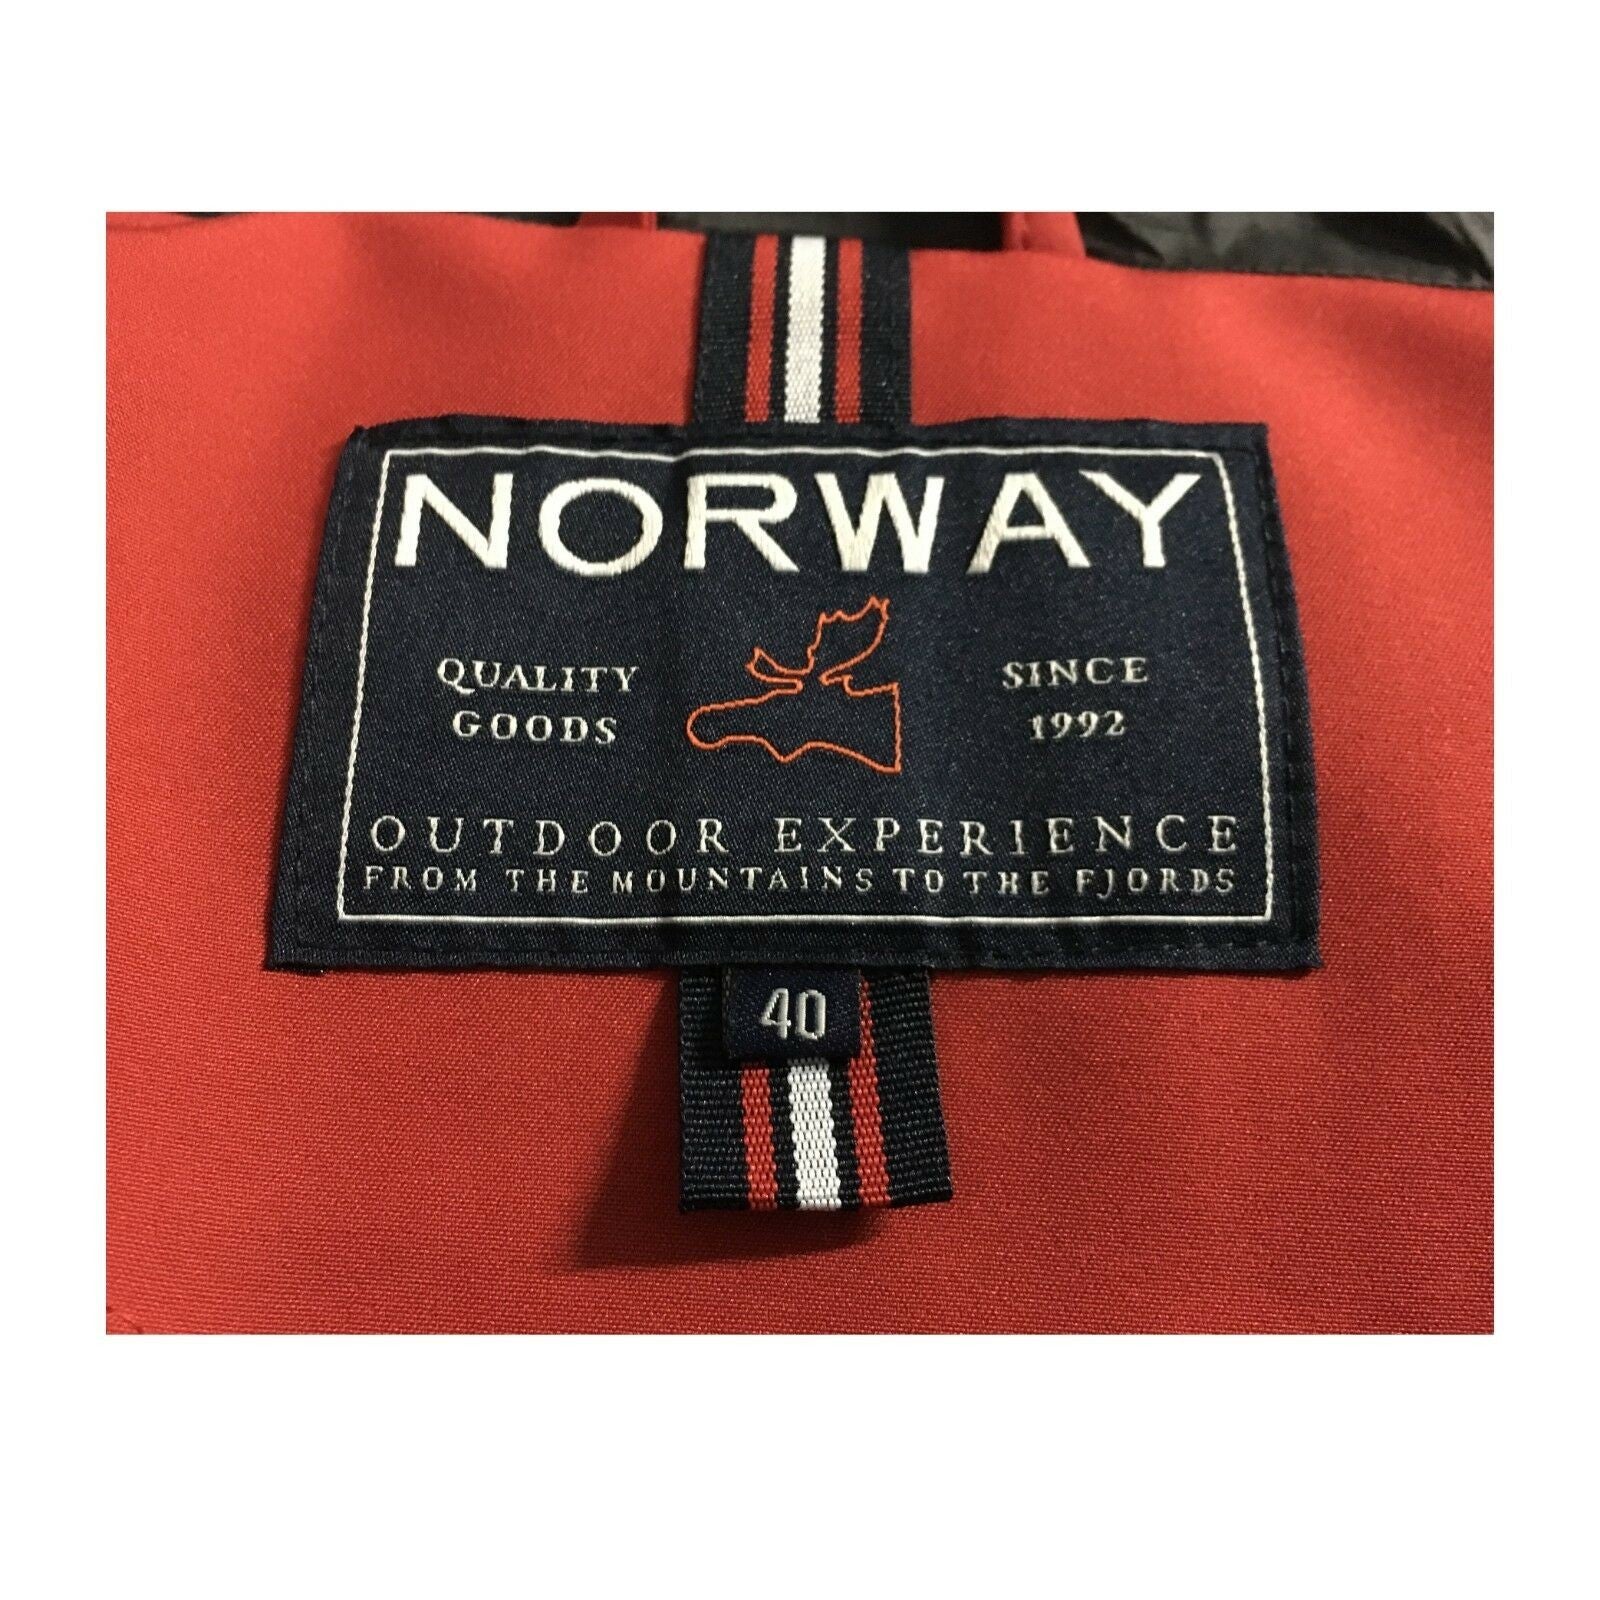 NORWAY
QUALITY
GOODS
SINCE
1992
OUTDOOR EXPERIENCE
FROM THE MOUNTAINS TO THE FJORDS
40